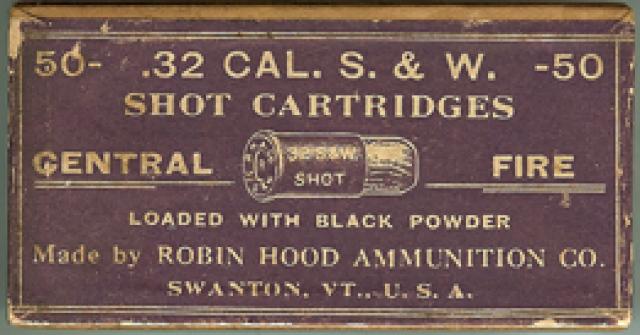 50- .32 CAL. S. & W. -50
SHOT CARTRIDGES
CENTRAL 32 S&W. SHOT FIRE
LOADED WITH BLACK POWDER
Made by ROBIN HOOD AMMUNITION CO.
SWANTON, VT., U. S. A.